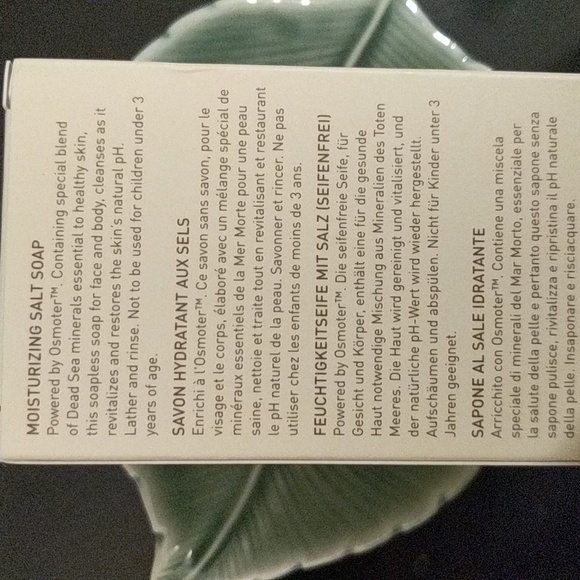 MOISTURIZING SALT SOAP
Powered by Osmoter™. Containing special blend
of Dead Sea minerals essential to healthy skin,
this soapless soap for face and body, cleanses as it
revitalizes and restores the skin's natural pH.
Lather and rinse. Not to be used for children under 3
years of age.
SAVON HYDRATANT AUX SELS
Enrichi à l'Osmoter™. Ce savon sans savon, pour le
visage et le corps, élaboré avec un mélange spécial de
minéraux essentiels de la Mer Morte pour une peau
saine, nettoie et traite tout en revitalisant et restaurant
le pH naturel de la peau. Savonner et rincer. Ne pas
utiliser chez les enfants de moins de 3 ans.
FEUCHTIGKEITSEIFE MIT SALZ (SEIFENFREI)
Powered by Osmoter™. Die seifenfreie Seife, für
Gesicht und Körper, enthält eine für die gesunde
Haut notwendige Mischung aus Mineralien des Toten
Meeres. Die Haut wird gereinigt und vitalisiert, und
der natürliche pH-Wert wird wieder hergestellt.
Aufschäumen und abspülen. Nicht für Kinder unter 3
Jahren geeignet.
SAPONE AL SALE IDRATANTE
Arricchito con Osmoter™. Contiene una miscela
speciale di minerali del Mar Morto, essenziale per
la salute della pelle e pertanto questo sapone senza
sapone pulisce, rivitalizza e ripristina il pH naturale
della pelle. Insaponare e risciacquare.